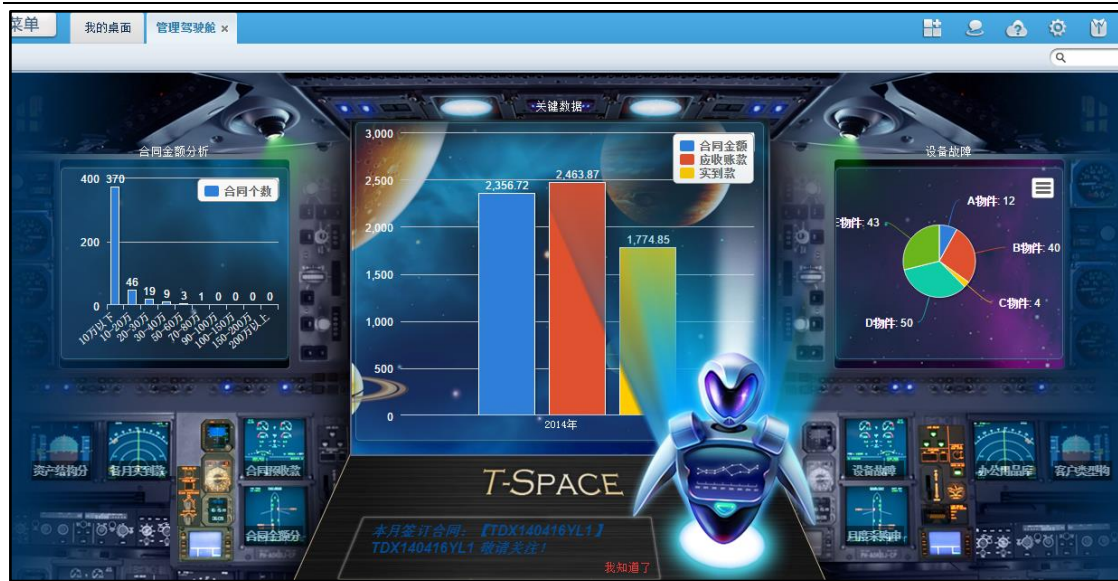 菜单
我的桌面
管理驾驶舱 ×
关键数据
合同金额分析
设备故障
3,000
2,500
2,000
1,500
1,000
500
0
合同金额
应收账款
实到款
2,356.72
2,463.87
1,774.85
2014年
400
200
0
合同个数
370
46
19
9
3
1
0
0
0
0
10万以下
10-20万
20-30万
30-40万
50-60万
70-80万
90-100万
100-150万
150-200万
200万以上
A物件: 12
B物件: 40
C物件: 4
D物件: 50
物件: 43
资产结构分
各月实到款
合同应收款
合同金额分
设备故障
办公用品库
客户类型构
月度采购申
T-SPACE
本月签订合同：【TDX140416YL1】
TDX140416YL1 敬请关注！
我知道了